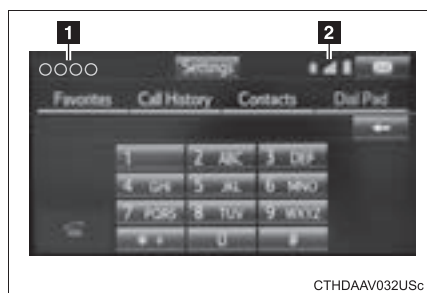 1 2
○○○○ Settings
Favorites Call History Contacts Dial Pad
1 2 ABC 3 DEF
4 GHI 5 JKL 6 MNO
7 PQRS 8 TUV 9 WXYZ
* + 0 #
CTHDAAV032USc